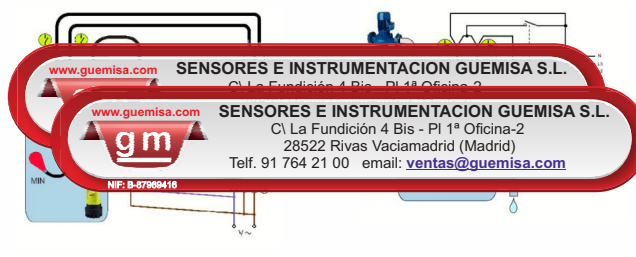 www.guemisa.com
SENSORES E INSTRUMENTACION GUEMISA S.L.
C\ La Fundición 4 Bis - Pl 1ª Oficina-2
www.guemisa.com
SENSORES E INSTRUMENTACION GUEMISA S.L.
gm
C\ La Fundición 4 Bis - Pl 1ª Oficina-2
28522 Rivas Vaciamadrid (Madrid)
Telf. 91 764 21 00 email: ventas@guemisa.com
NIF: B-87969416
MIN
N
V~